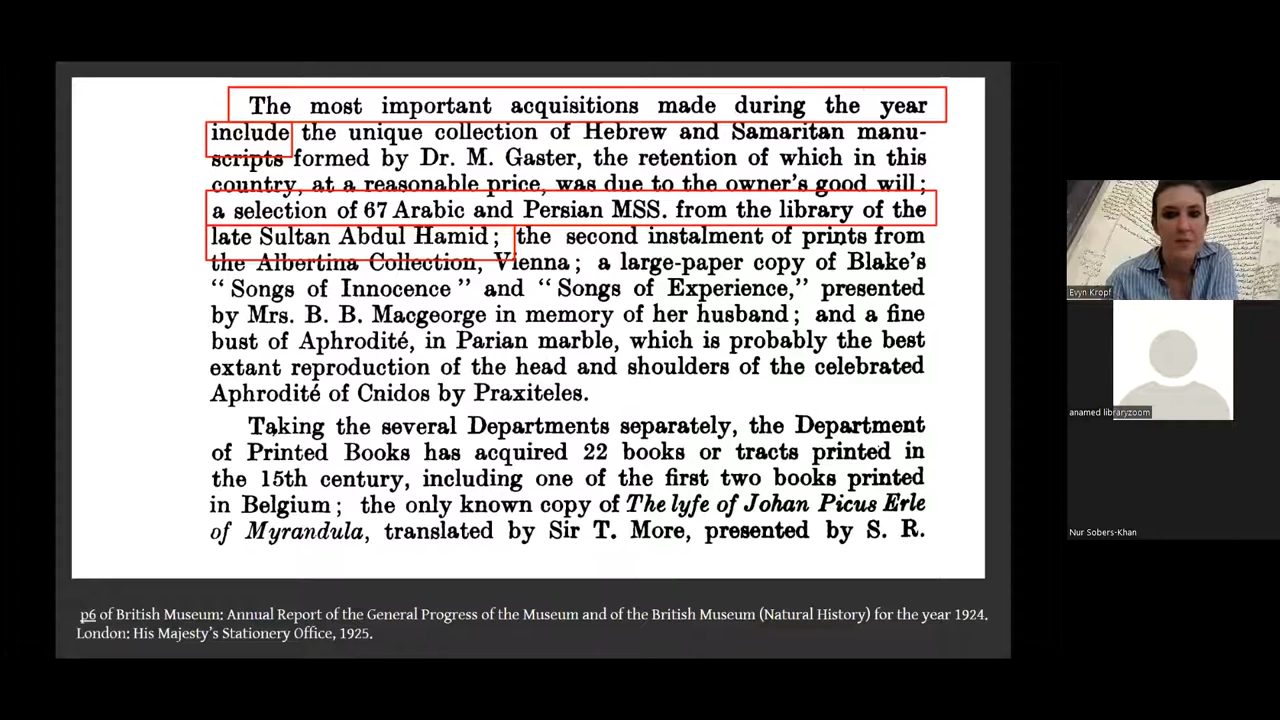 The most important acquisitions made during the year
include the unique collection of Hebrew and Samaritan manu-
scripts formed by Dr. M. Gaster, the retention of which in this
country, at a reasonable price, was due to the owner's good will;
a selection of 67 Arabic and Persian MSS. from the library of the
late Sultan Abdul Hamid; the second instalment of prints from
the Albertina Collection, Vienna; a large-paper copy of Blake's
“Songs of Innocence” and “Songs of Experience,” presented
by Mrs. B. B. Macgeorge in memory of her husband; and a fine
bust of Aphrodité, in Parian marble, which is probably the best
extant reproduction of the head and shoulders of the celebrated
Aphrodité of Cnidos by Praxiteles.
Taking the several Departments separately, the Department
of Printed Books has acquired 22 books or tracts printed in
the 15th century, including one of the first two books printed
in Belgium; the only known copy of The lyfe of Johan Picus Erle
of Myrandula, translated by Sir T. More, presented by S. R.
p6 of British Museum: Annual Report of the General Progress of the Museum and of the British Museum (Natural History) for the year 1924.
London: His Majesty's Stationery Office, 1925.
Evyn Kropf
anamed libraryzoom
Nur Sobers-Khan